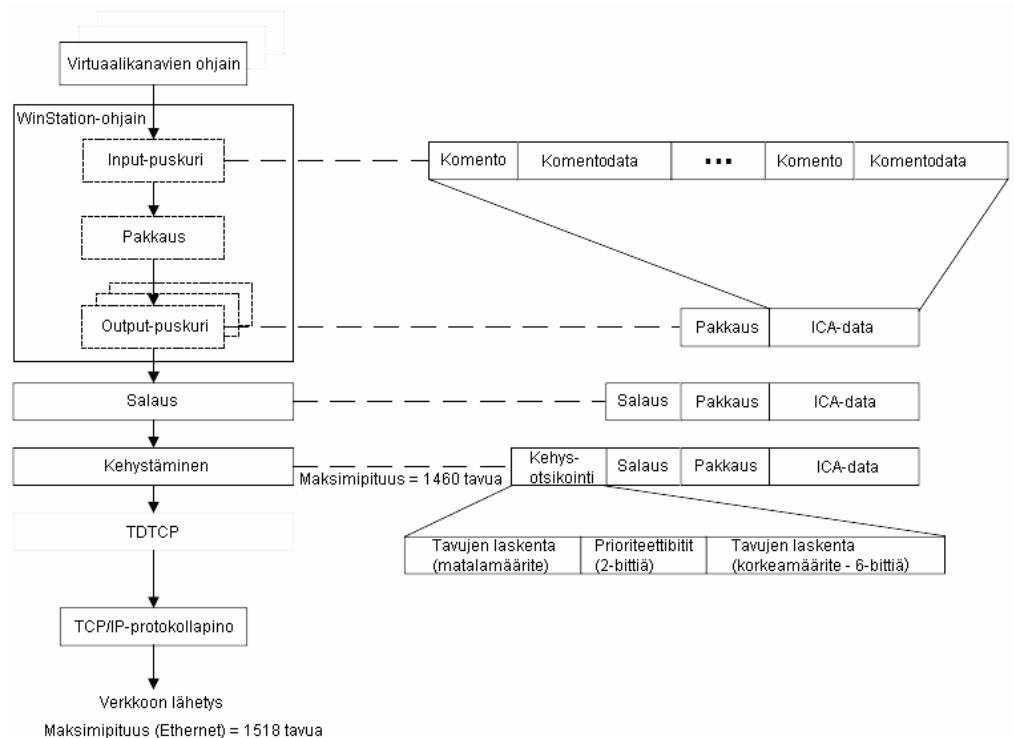 Virtuaalikanavien ohjain
WinStation-ohjain
Input-puskuri
Komento
Komentodata
...
Komento
Komentodata
Pakkaus
Output-puskuri
Pakkaus
ICA-data
Salaus
Salaus
Pakkaus
ICA-data
Kehystäminen
Maksimipituus = 1460 tavua
Kehys-
otsikointi
Salaus
Pakkaus
ICA-data
TDTCP
Tavujen laskenta
(matalamäärite)
Prioriteettibitit
(2-bittiä)
Tavujen laskenta
(korkeamäärite - 6-bittiä)
TCP/IP-protokollapino
Verkkoon lähetys
Maksimipituus (Ethernet) = 1518 tavua